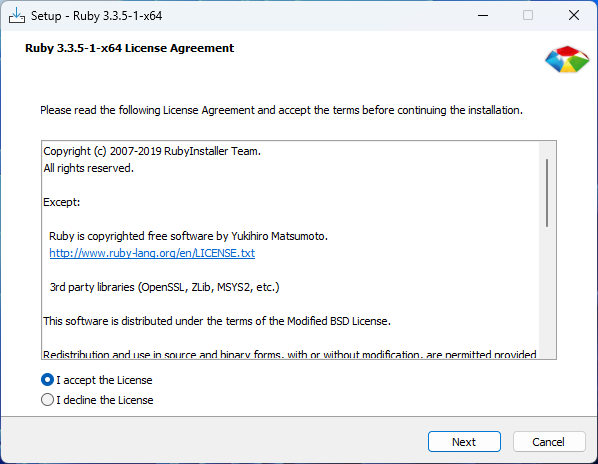 Setup - Ruby 3.3.5-1-x64
Ruby 3.3.5-1-x64 License Agreement
Please read the following License Agreement and accept the terms before continuing the installation.
Copyright (c) 2007-2019 RubyInstaller Team.
All rights reserved.
Except:
Ruby is copyrighted free software by Yukihiro Matsumoto.
http://www.ruby-lang.org/en/LICENSE.txt
3rd party libraries (OpenSSL, ZLib, MSYS2, etc.)
This software is distributed under the terms of the Modified BSD License.
Redistribution and use in source and binary forms, with or without modification, are permitted provided
I accept the License
I decline the License
Next
Cancel